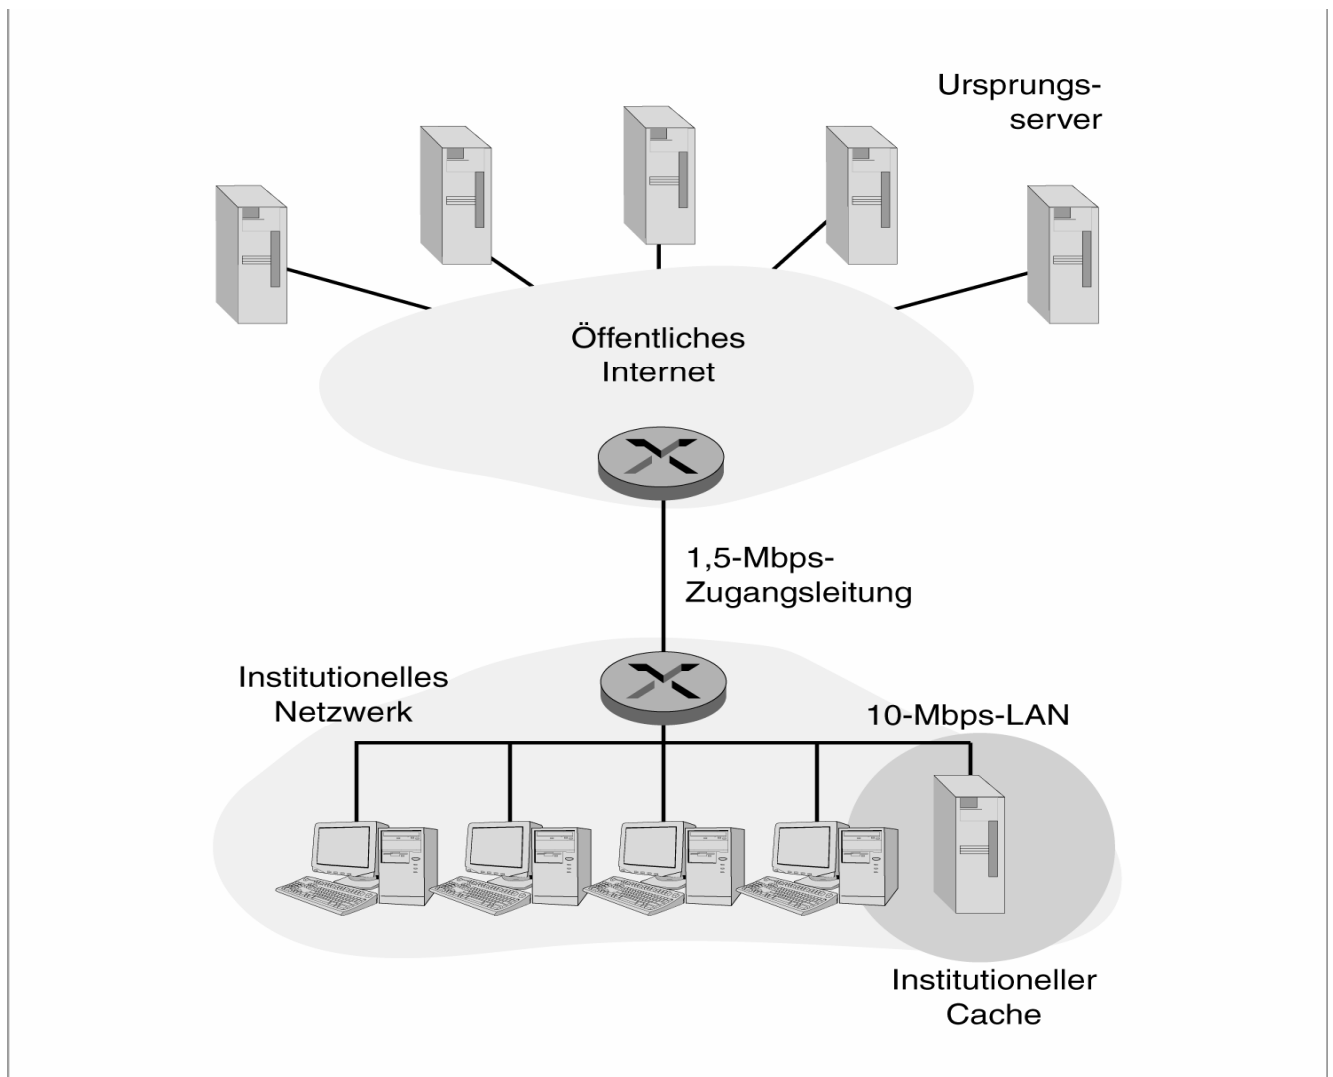 Ursprungs-
server
Öffentliches
Internet
1,5-Mbps-
Zugangsleitung
Institutionelles
Netzwerk
10-Mbps-LAN
Institutioneller
Cache